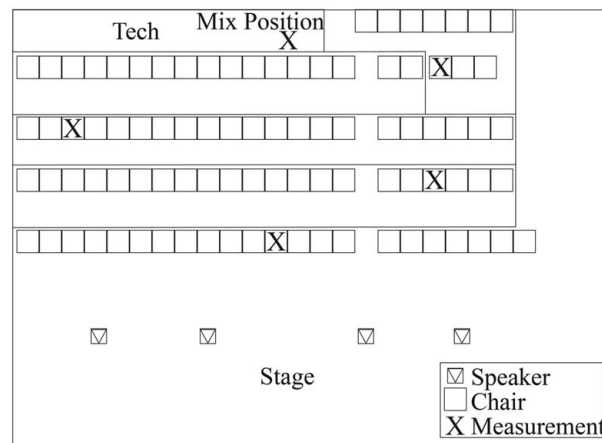 Mix Position
Tech
X
X
X
X
X
Stage
Speaker
Chair
X Measurement